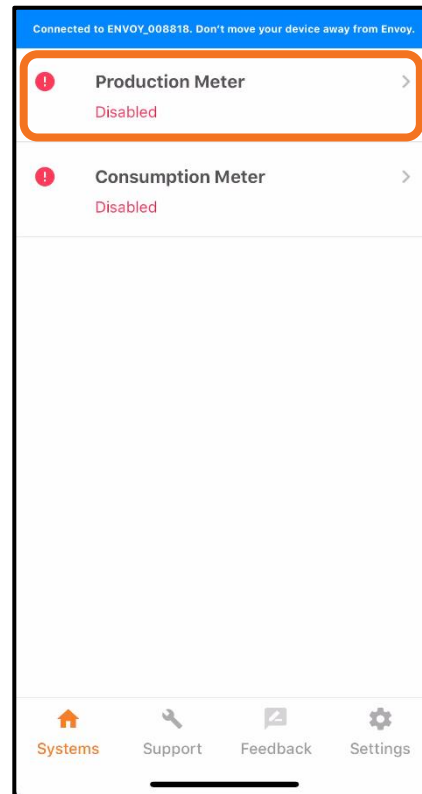 Connected to ENVOY_008818. Don't move your device away from Envoy.
Production Meter
Disabled
Consumption Meter
Disabled
Systems Support Feedback Settings